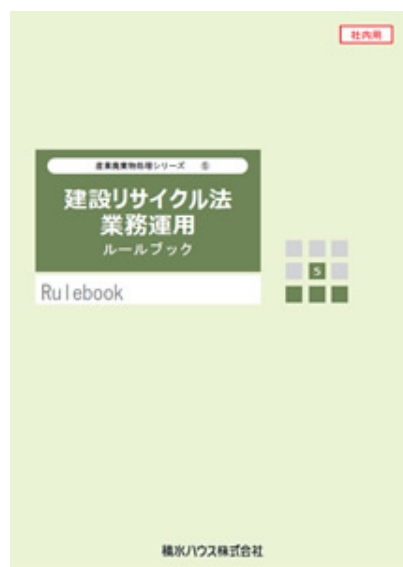 社内用
産業廃棄物処理シリーズ ⑤
建設リサイクル法
業務運用
ルールブック
Rulebook
5
積水ハウス株式会社